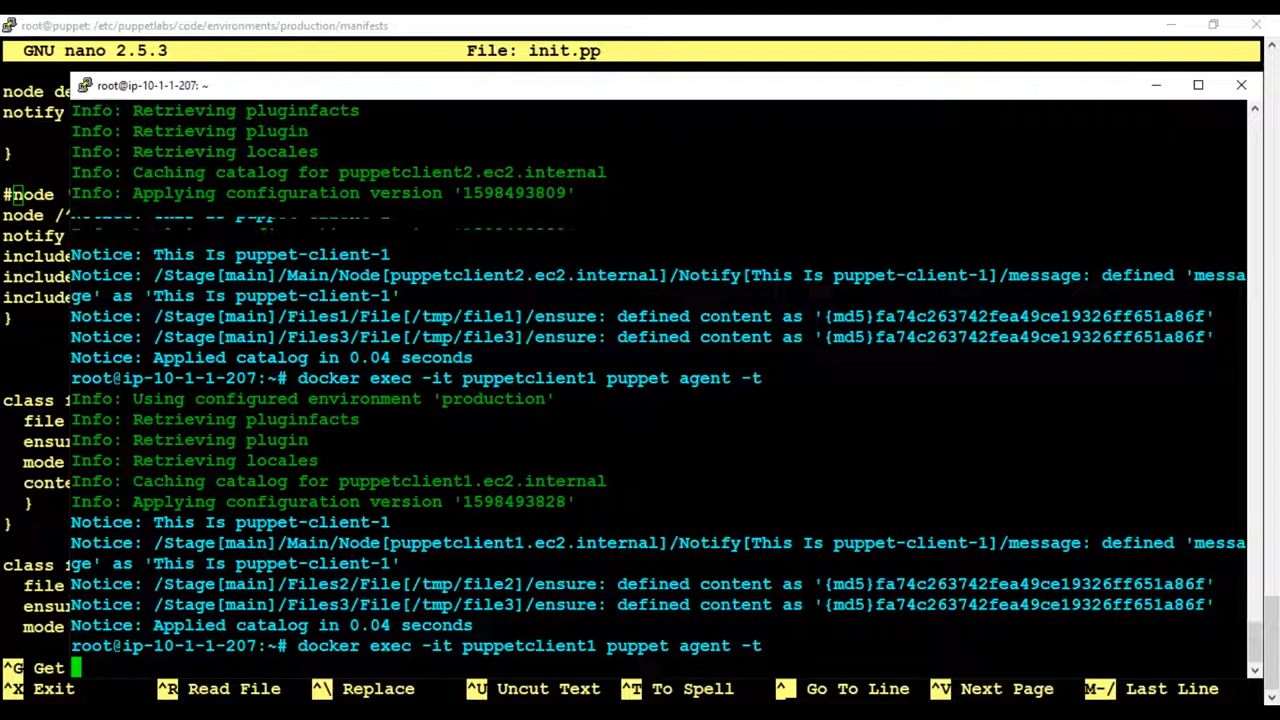 root@puppet: /etc/puppetlabs/code/environments/production/manifests
GNU nano 2.5.3 File: init.pp
root@ip-10-1-1-207: ~
node de
notify
}
#node
node /^
notify
include
include
include
}
class f
file
ensu
mode
conte
}
}
class f
file
ensu
mode
Info: Retrieving pluginfacts
Info: Retrieving plugin
Info: Retrieving locales
Info: Caching catalog for puppetclient2.ec2.internal
Info: Applying configuration version '1598493809'
Notice: This Is puppet-client-1
Notice: This Is puppet-client-1
Notice: /Stage[main]/Main/Node[puppetclient2.ec2.internal]/Notify[This Is puppet-client-1]/message: defined 'messa
ge' as 'This Is puppet-client-1'
Notice: /Stage[main]/Files1/File[/tmp/file1]/ensure: defined content as '{md5}fa74c263742fea49ce19326ff651a86f'
Notice: /Stage[main]/Files3/File[/tmp/file3]/ensure: defined content as '{md5}fa74c263742fea49ce19326ff651a86f'
Notice: Applied catalog in 0.04 seconds
root@ip-10-1-1-207:~# docker exec -it puppetclient1 puppet agent -t
Info: Using configured environment 'production'
Info: Retrieving pluginfacts
Info: Retrieving plugin
Info: Retrieving locales
Info: Caching catalog for puppetclient1.ec2.internal
Info: Applying configuration version '1598493828'
Notice: This Is puppet-client-1
Notice: /Stage[main]/Main/Node[puppetclient1.ec2.internal]/Notify[This Is puppet-client-1]/message: defined 'messa
ge' as 'This Is puppet-client-1'
Notice: /Stage[main]/Files2/File[/tmp/file2]/ensure: defined content as '{md5}fa74c263742fea49ce19326ff651a86f'
Notice: /Stage[main]/Files3/File[/tmp/file3]/ensure: defined content as '{md5}fa74c263742fea49ce19326ff651a86f'
Notice: Applied catalog in 0.04 seconds
root@ip-10-1-1-207:~# docker exec -it puppetclient1 puppet agent -t
^G Get
^X Exit ^R Read File ^\ Replace ^U Uncut Text ^T To Spell ^_ Go To Line ^V Next Page M-/ Last Line